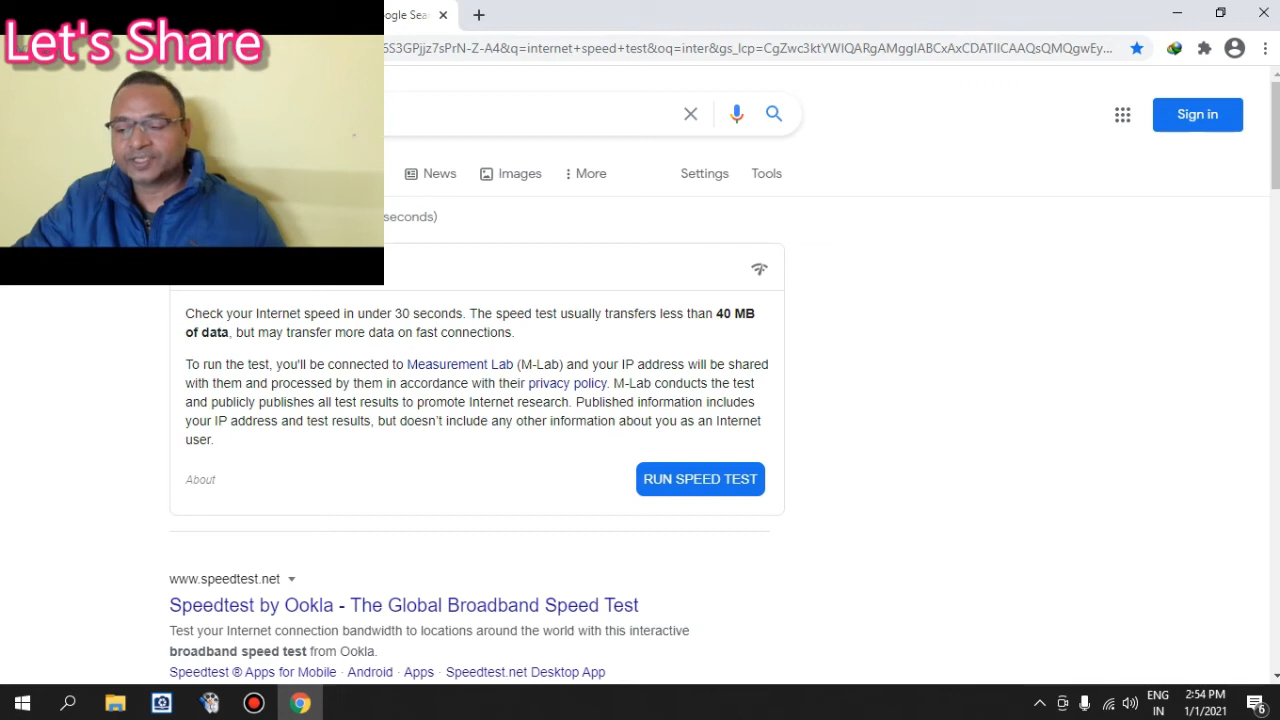 ogle Sea
Let's Share
6S3GPjjz7sPrN-Z-A4&q=internet+speed+test&oq=inter&gs_lcp=CgZwc3ktYWIQARgAMggIABCxAxCDATIICAAQsQMQgwEy...
Sign in
News
Images
More
Settings
Tools
seconds)
Check your Internet speed in under 30 seconds. The speed test usually transfers less than 40 MB
of data, but may transfer more data on fast connections.
To run the test, you'll be connected to Measurement Lab (M-Lab) and your IP address will be shared
with them and processed by them in accordance with their privacy policy. M-Lab conducts the test
and publicly publishes all test results to promote Internet research. Published information includes
your IP address and test results, but doesn't include any other information about you as an Internet
user.
About
RUN SPEED TEST
www.speedtest.net
Speedtest by Ookla - The Global Broadband Speed Test
Test your Internet connection bandwidth to locations around the world with this interactive
broadband speed test from Ookla.
Speedtest ® Apps for Mobile · Android · Apps · Speedtest.net Desktop App
ENG
IN
2:54 PM
1/1/2021
6